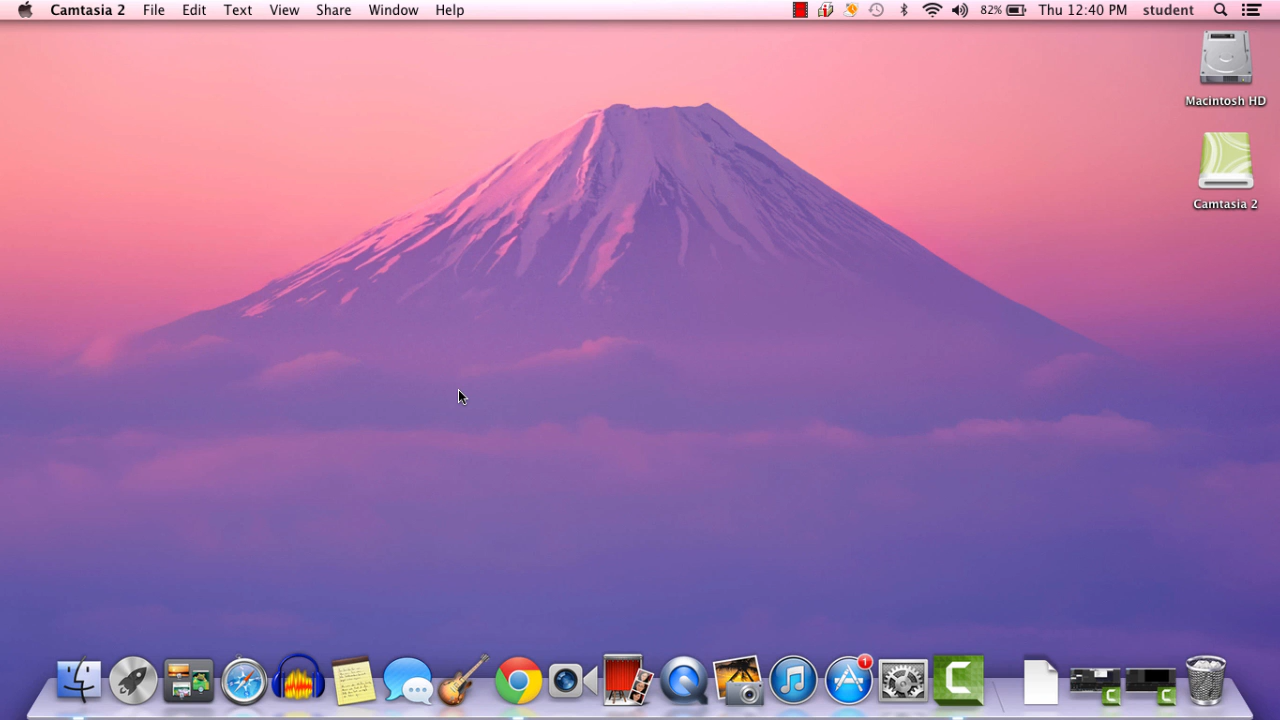 Camtasia 2 File Edit Text View Share Window Help 82% Thu 12:40 PM student
Macintosh HD
Camtasia 2
1